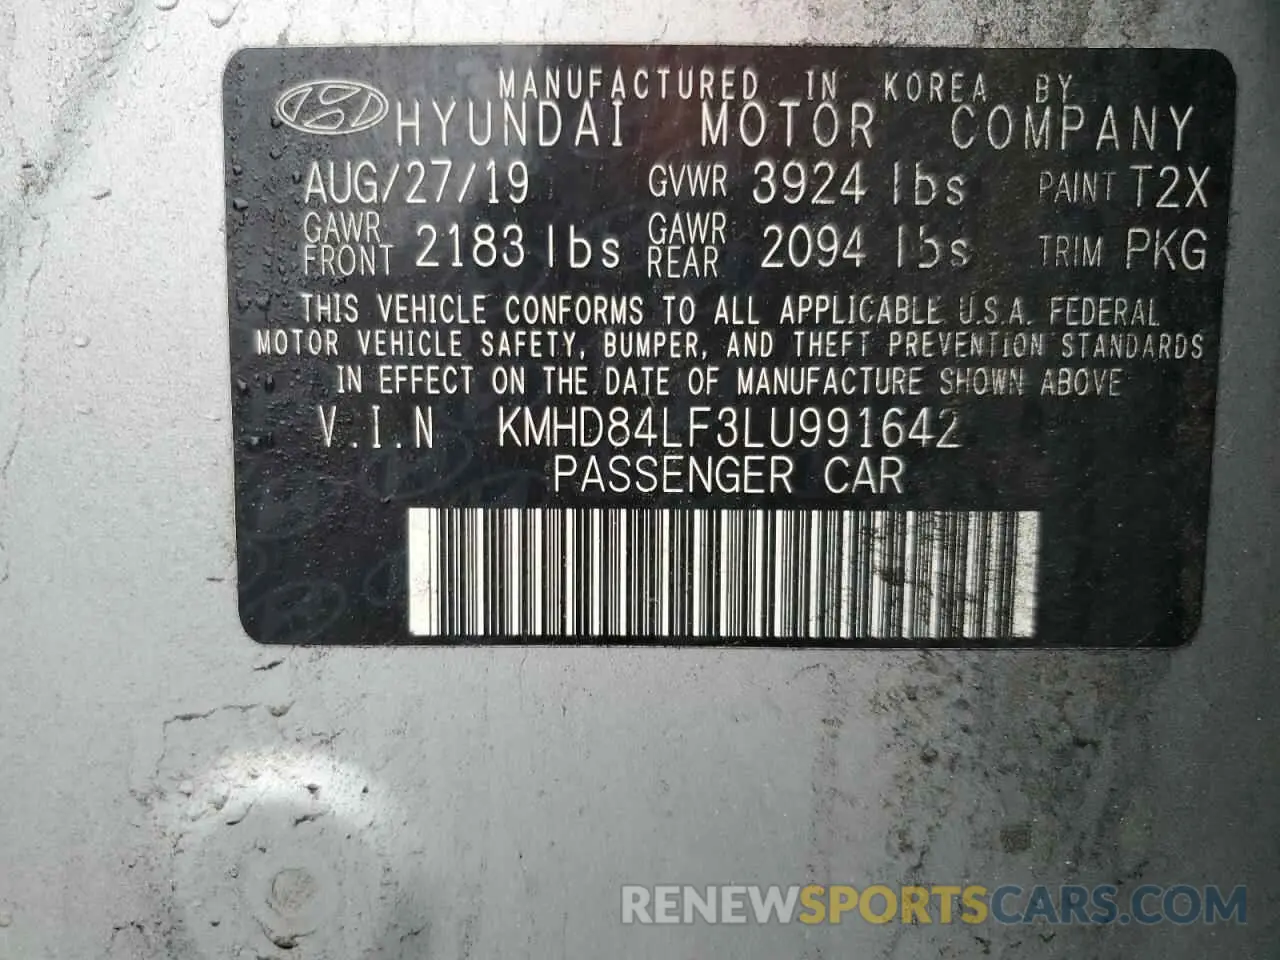 MANUFACTURED IN KOREA BY
HYUNDAI MOTOR COMPANY
AUG/27/19 GVWR 3924 lbs PAINT T2X
GAWR FRONT 2183 lbs GAWR REAR 2094 lbs TRIM PKG
THIS VEHICLE CONFORMS TO ALL APPLICABLE U.S.A. FEDERAL
MOTOR VEHICLE SAFETY, BUMPER, AND THEFT PREVENTION STANDARDS
IN EFFECT ON THE DATE OF MANUFACTURE SHOWN ABOVE
V.I.N KMHD84LF3LU991642
PASSENGER CAR
RENEWSPORTSCARS.COM